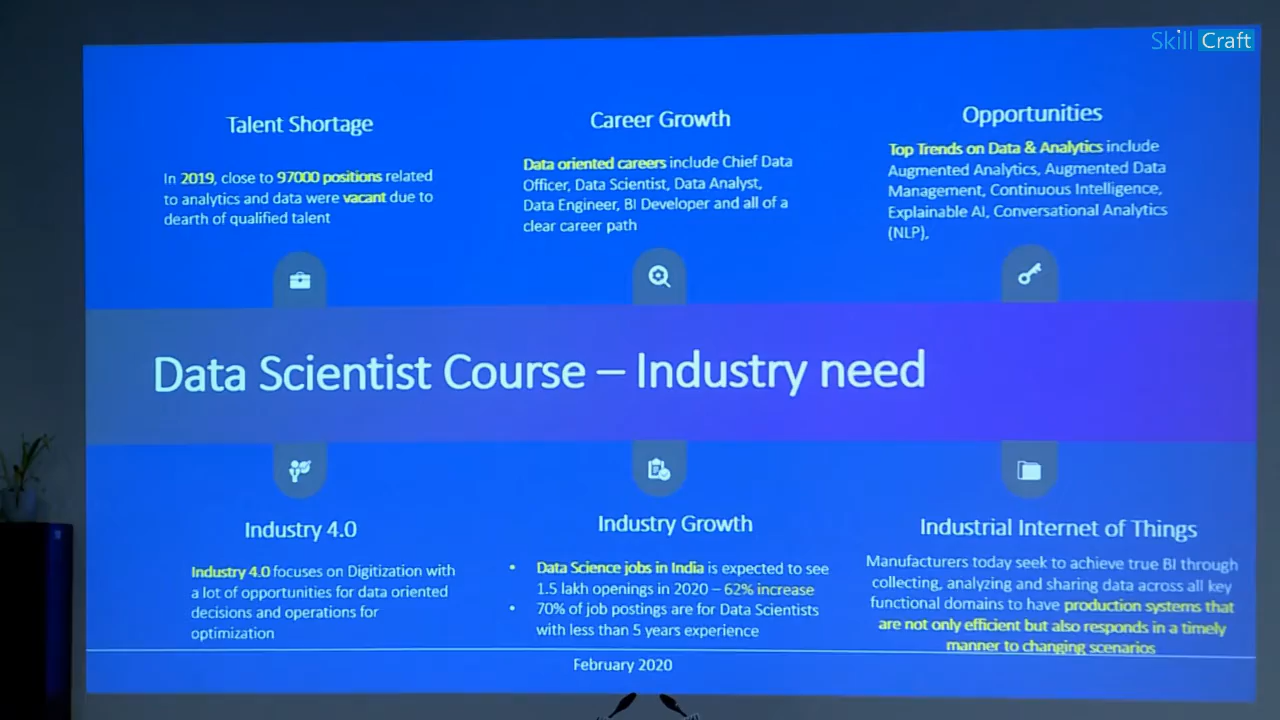 Skill Craft
Talent Shortage
In 2019, close to 97000 positions related
to analytics and data were vacant due to
dearth of qualified talent
Career Growth
Data oriented careers include Chief Data
Officer, Data Scientist, Data Analyst,
Data Engineer, BI Developer and all of a
clear career path
Opportunities
Top Trends on Data & Analytics include
Augmented Analytics, Augmented Data
Management, Continuous Intelligence,
Explainable AI, Conversational Analytics
(NLP),
Data Scientist Course – Industry need
Industry 4.0
Industry 4.0 focuses on Digitization with
a lot of opportunities for data oriented
decisions and operations for
optimization
Industry Growth
• Data Science jobs in India is expected to see
1.5 lakh openings in 2020 – 62% increase
• 70% of job postings are for Data Scientists
with less than 5 years experience
Industrial Internet of Things
Manufacturers today seek to achieve true BI through
collecting, analyzing and sharing data across all key
functional domains to have production systems that
are not only efficient but also responds in a timely
manner to changing scenarios
February 2020